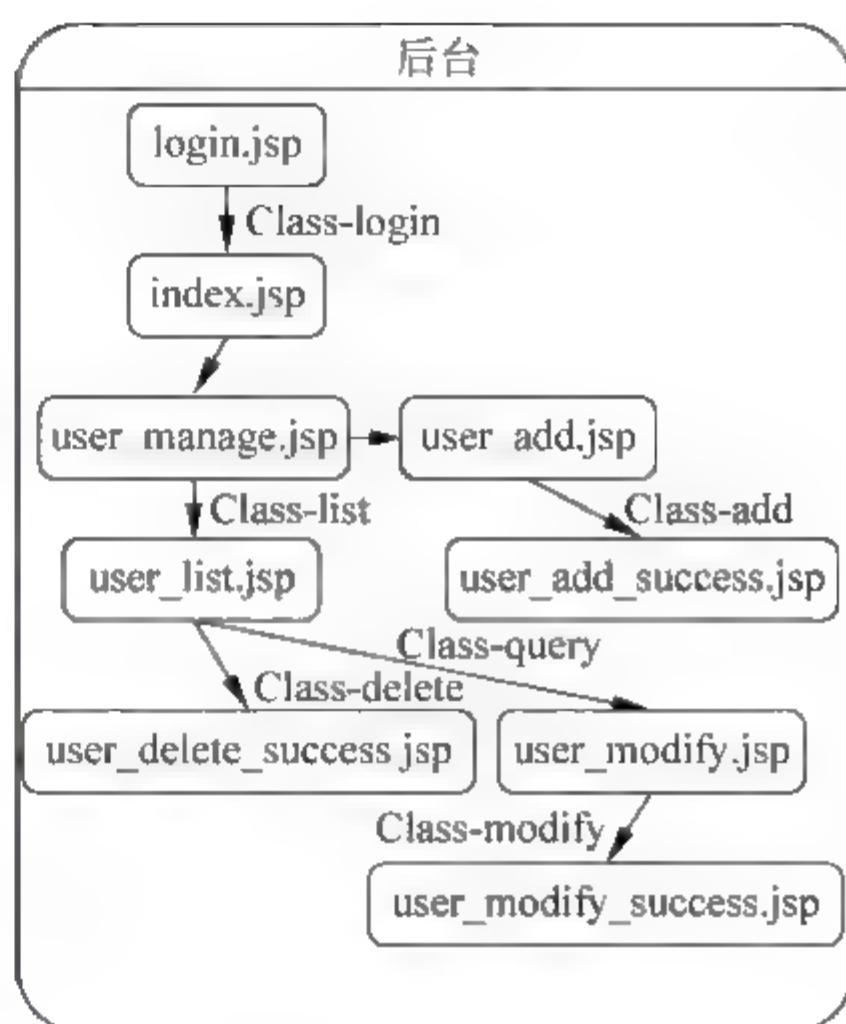 后台
login.jsp
Class-login
index.jsp
user_manage.jsp
user_add.jsp
Class-list
Class-add
user_list.jsp
user_add_success.jsp
Class-query
Class-delete
user_delete_success.jsp
user_modify.jsp
Class-modify
user_modify_success.jsp